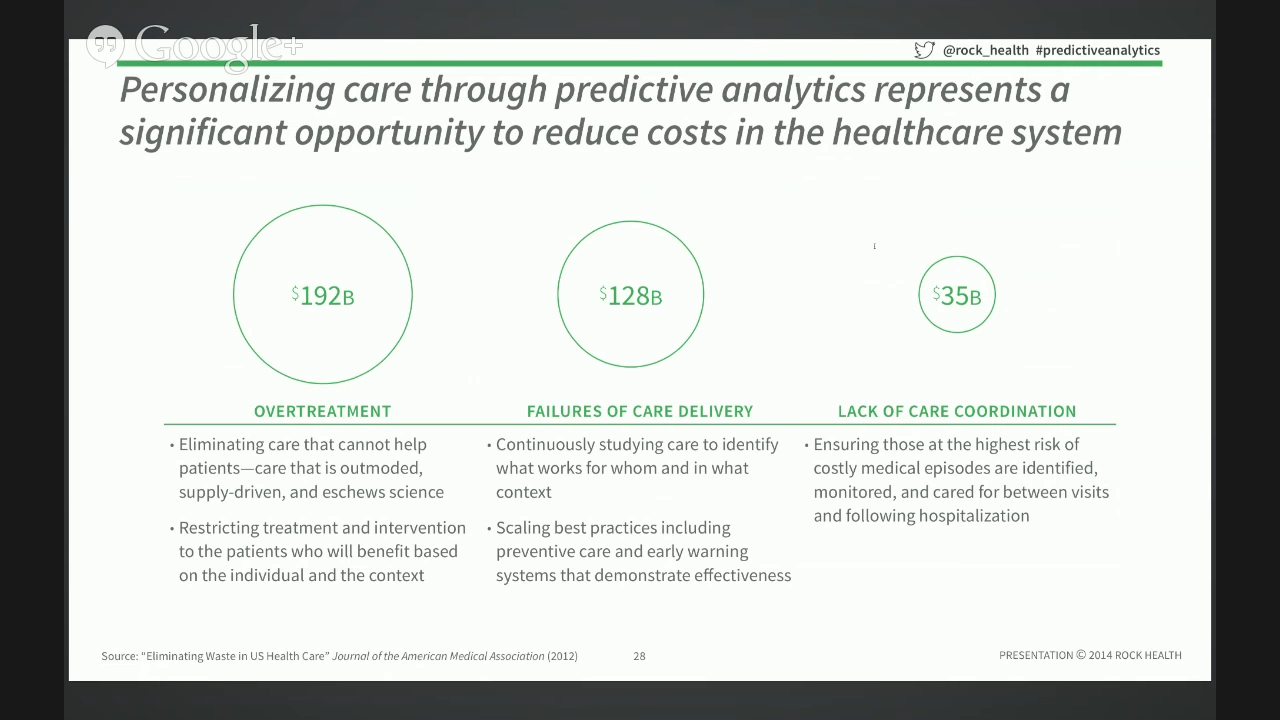 Google+
@rock_health #predictiveanalytics
Personalizing care through predictive analytics represents a
significant opportunity to reduce costs in the healthcare system
$192B
$128B
$35B
OVERTREATMENT
• Eliminating care that cannot help
patients—care that is outmoded,
supply-driven, and eschews science
• Restricting treatment and intervention
to the patients who will benefit based
on the individual and the context
FAILURES OF CARE DELIVERY
• Continuously studying care to identify
what works for whom and in what
context
• Scaling best practices including
preventive care and early warning
systems that demonstrate effectiveness
LACK OF CARE COORDINATION
• Ensuring those at the highest risk of
costly medical episodes are identified,
monitored, and cared for between visits
and following hospitalization
Source: “Eliminating Waste in US Health Care” Journal of the American Medical Association (2012)
28
PRESENTATION © 2014 ROCK HEALTH